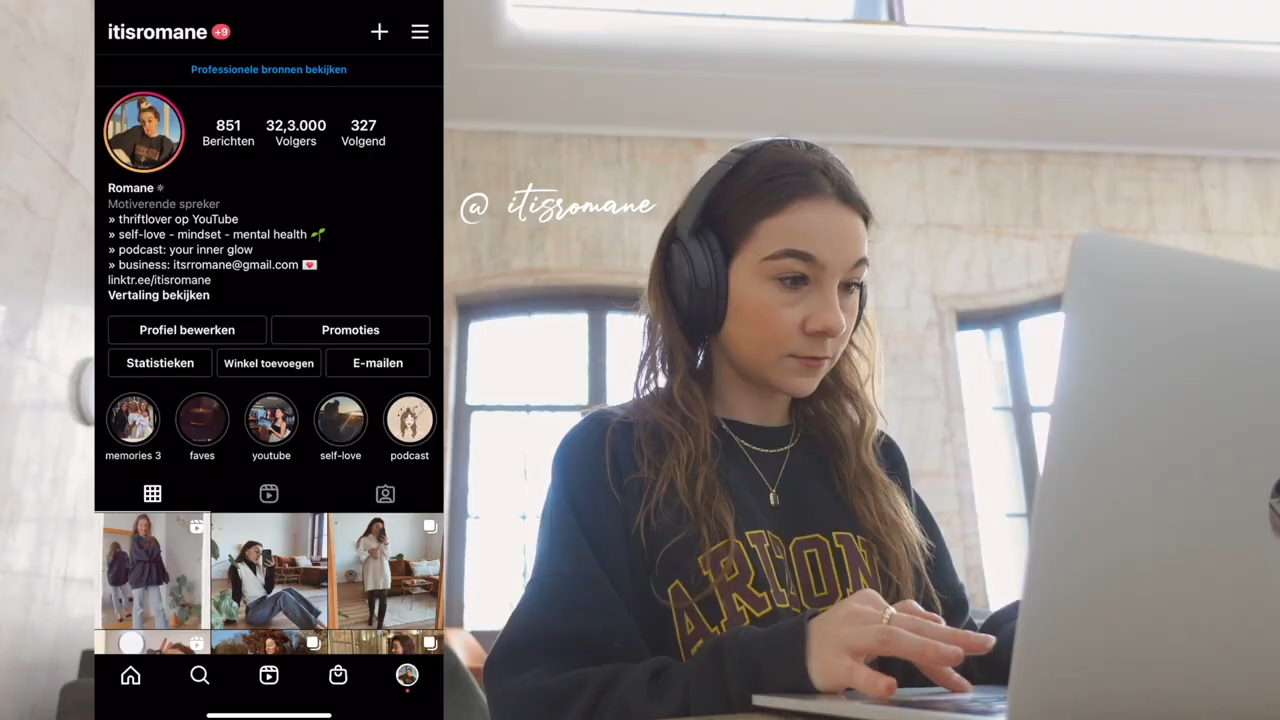 itisromane +9
Professionele bronnen bekijken
851 32,3.000 327
Berichten Volgers Volgend
Romane
Motiverende spreker
» thriftlover op YouTube
» self-love - mindset - mental health 🌱
» podcast: your inner glow
» business: itsrromane@gmail.com 💌
linktr.ee/itisromane
Vertaling bekijken
Profiel bewerken Promoties
Statistieken Winkel toevoegen E-mailen
memories 3 faves youtube self-love podcast
@ itisromane
ARIZON